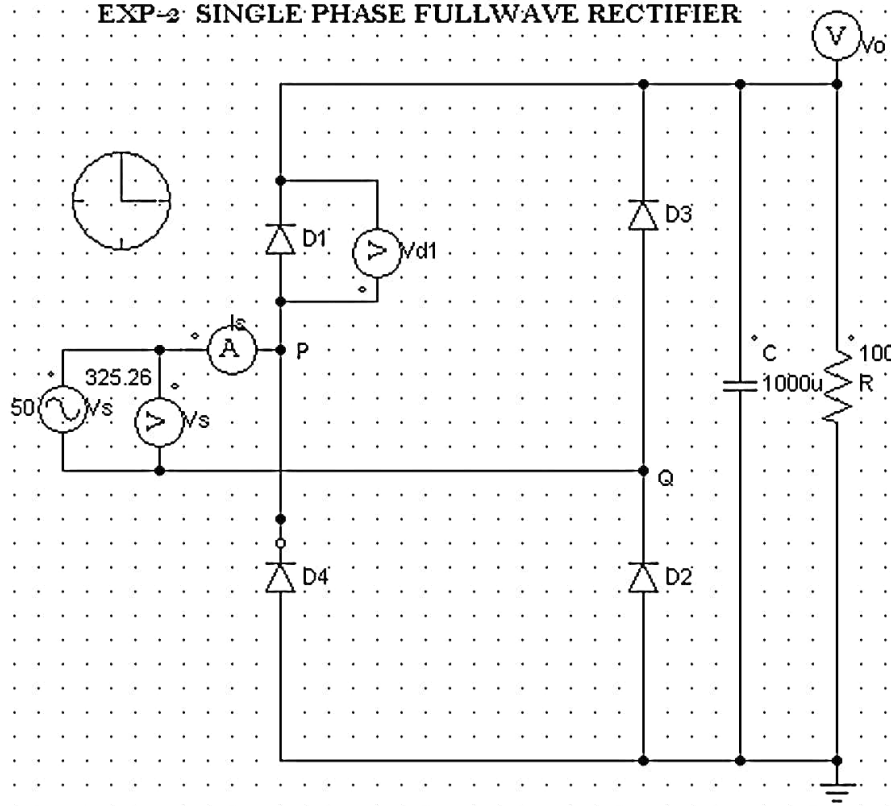 EXP-2 SINGLE PHASE FULLWAVE RECTIFIER
V
Vo
D3
D1
V
Vd1
Is
A
P
325.26
50
Vs
V
Vs
C
1000u
100
R
Q
D4
D2